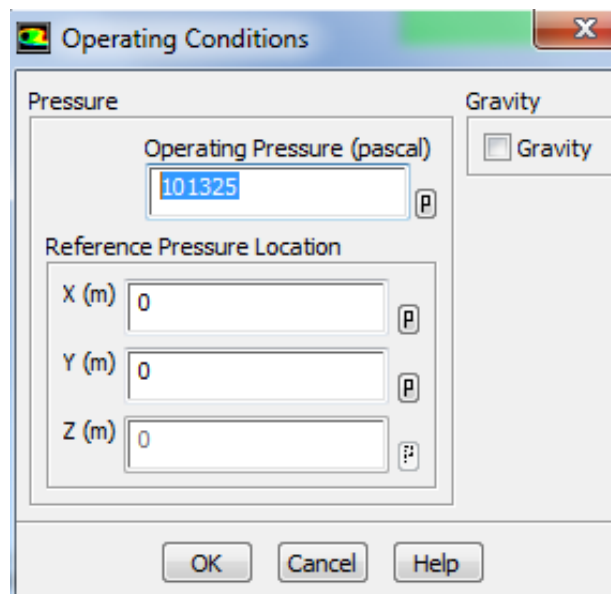 Operating Conditions
X
Pressure
Operating Pressure (pascal)
101325
P
Reference Pressure Location
X (m)
0
P
Y (m)
0
P
Z (m)
0
P
Gravity
Gravity
OK
Cancel
Help